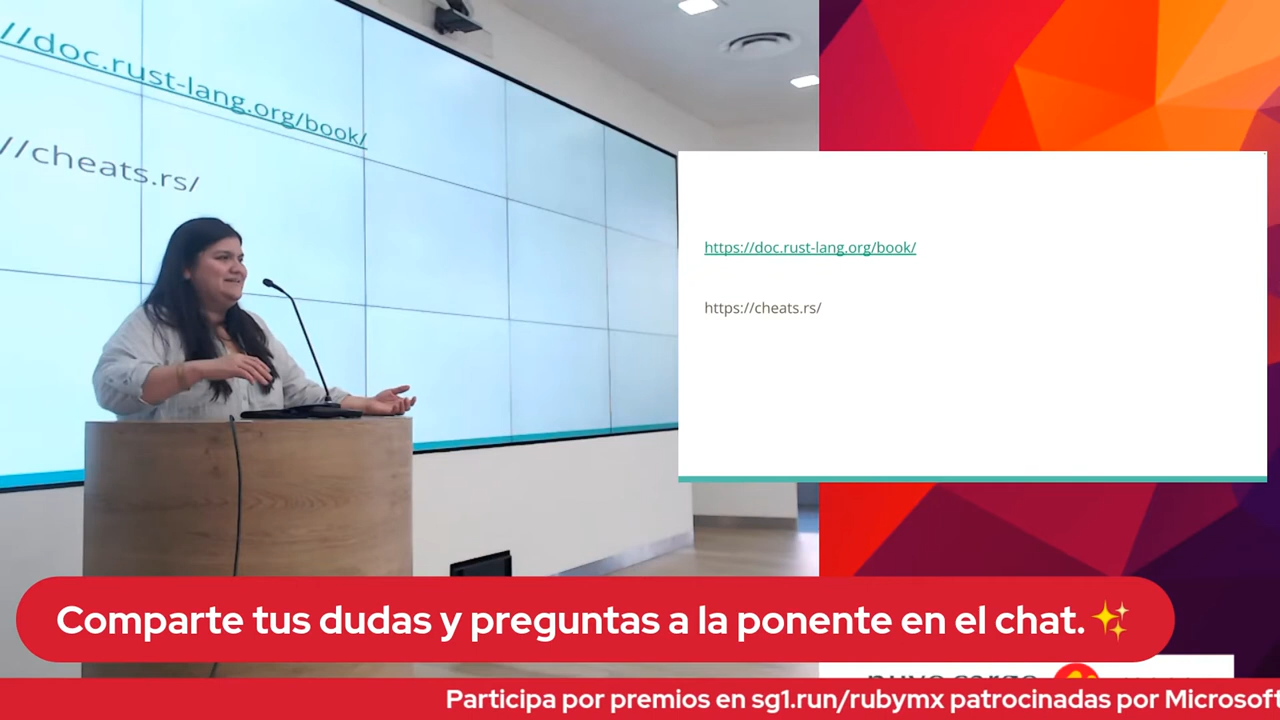 //doc.rust-lang.org/book/
//cheats.rs/
https://doc.rust-lang.org/book/
https://cheats.rs/
Comparte tus dudas y preguntas a la ponente en el chat.✨
Participa por premios en sg1.run/rubymx patrocinadas por Microsoft